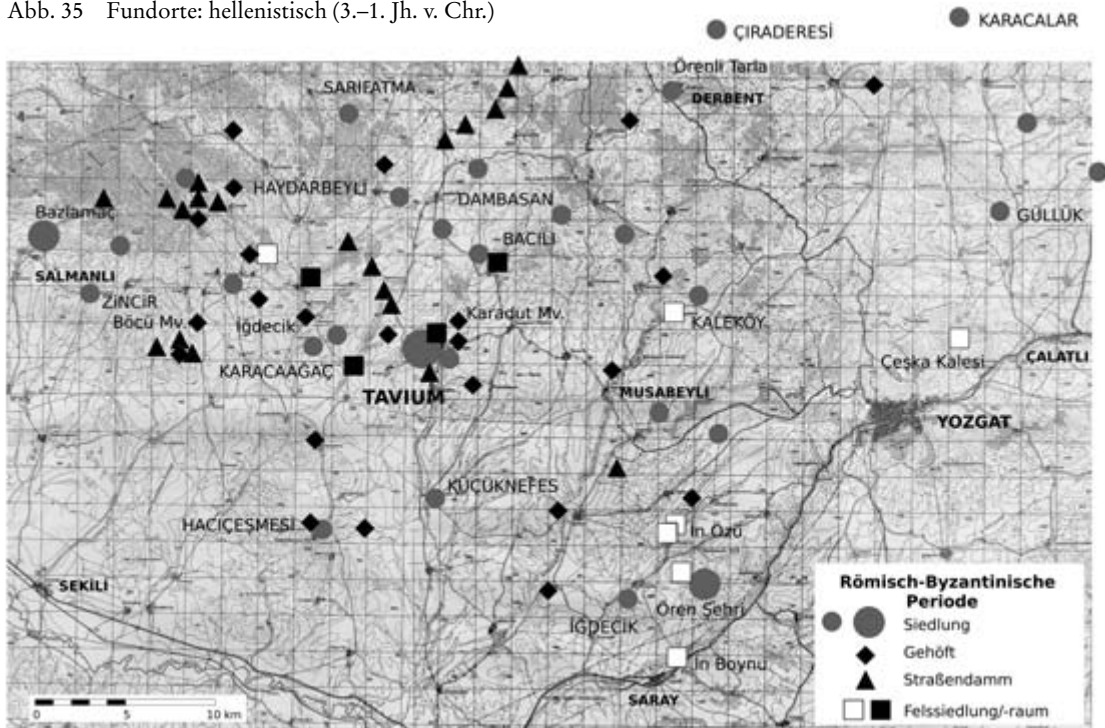 Abb. 35 Fundorte: hellenistisch (3.–1. Jh. v. Chr.)
KARACALAR
ÇIRADERESİ
Örenli Tarla
DERBENT
SARIFATMA
HAYDARBEYLİ
DAMBASAN
Bazlamaç
GÜLLÜK
BACILI
SALMANLI
ZİNCİR
Böcü Mv.
İğdecik
Karadut Mv.
KALEKÖY
Çeşka Kalesi
ÇALATLI
KARACAAĞAÇ
TAVIUM
MUSABEYLİ
YOZGAT
KÜÇÜKNEFES
HACIÇEŞMESİ
İn Özü
SEKİLİ
Ören Şehri
İĞDECİK
İn Boynu
SARAY
0 5 10 km
Römisch-Byzantinische
Periode
Siedlung
Gehöft
Straßendamm
Felssiedlung/-raum